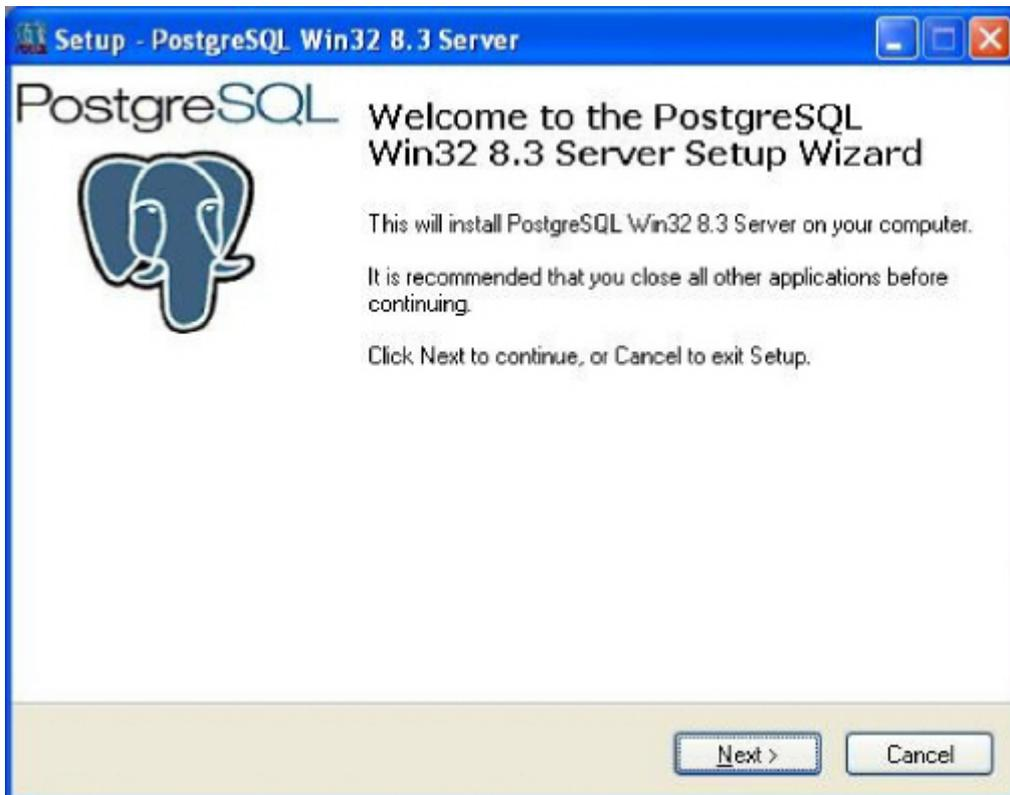 Setup - PostgreSQL Win32 8.3 Server
PostgreSQL
Welcome to the PostgreSQL
Win32 8.3 Server Setup Wizard
This will install PostgreSQL Win32 8.3 Server on your computer.
It is recommended that you close all other applications before
continuing.
Click Next to continue, or Cancel to exit Setup.
Next >
Cancel